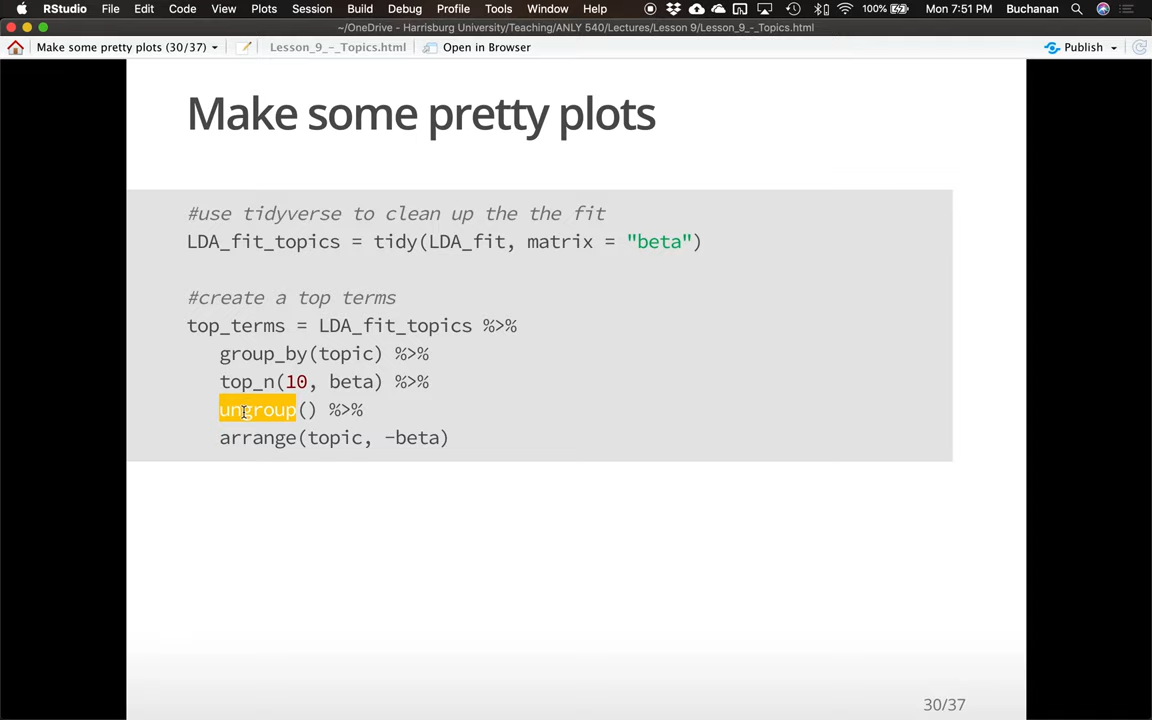 RStudio File Edit Code View Plots Session Build Debug Profile Tools Window Help 100% Mon 7:51 PM Buchanan
~/OneDrive - Harrisburg University/Teaching/ANLY 540/Lectures/Lesson 9/Lesson_9_-_Topics.html
Make some pretty plots (30/37) Lesson_9_-_Topics.html Open in Browser Publish
Make some pretty plots
#use tidyverse to clean up the the fit
LDA_fit_topics = tidy(LDA_fit, matrix = "beta")
#create a top terms
top_terms = LDA_fit_topics %>%
group_by(topic) %>%
top_n(10, beta) %>%
ungroup() %>%
arrange(topic, -beta)
30/37